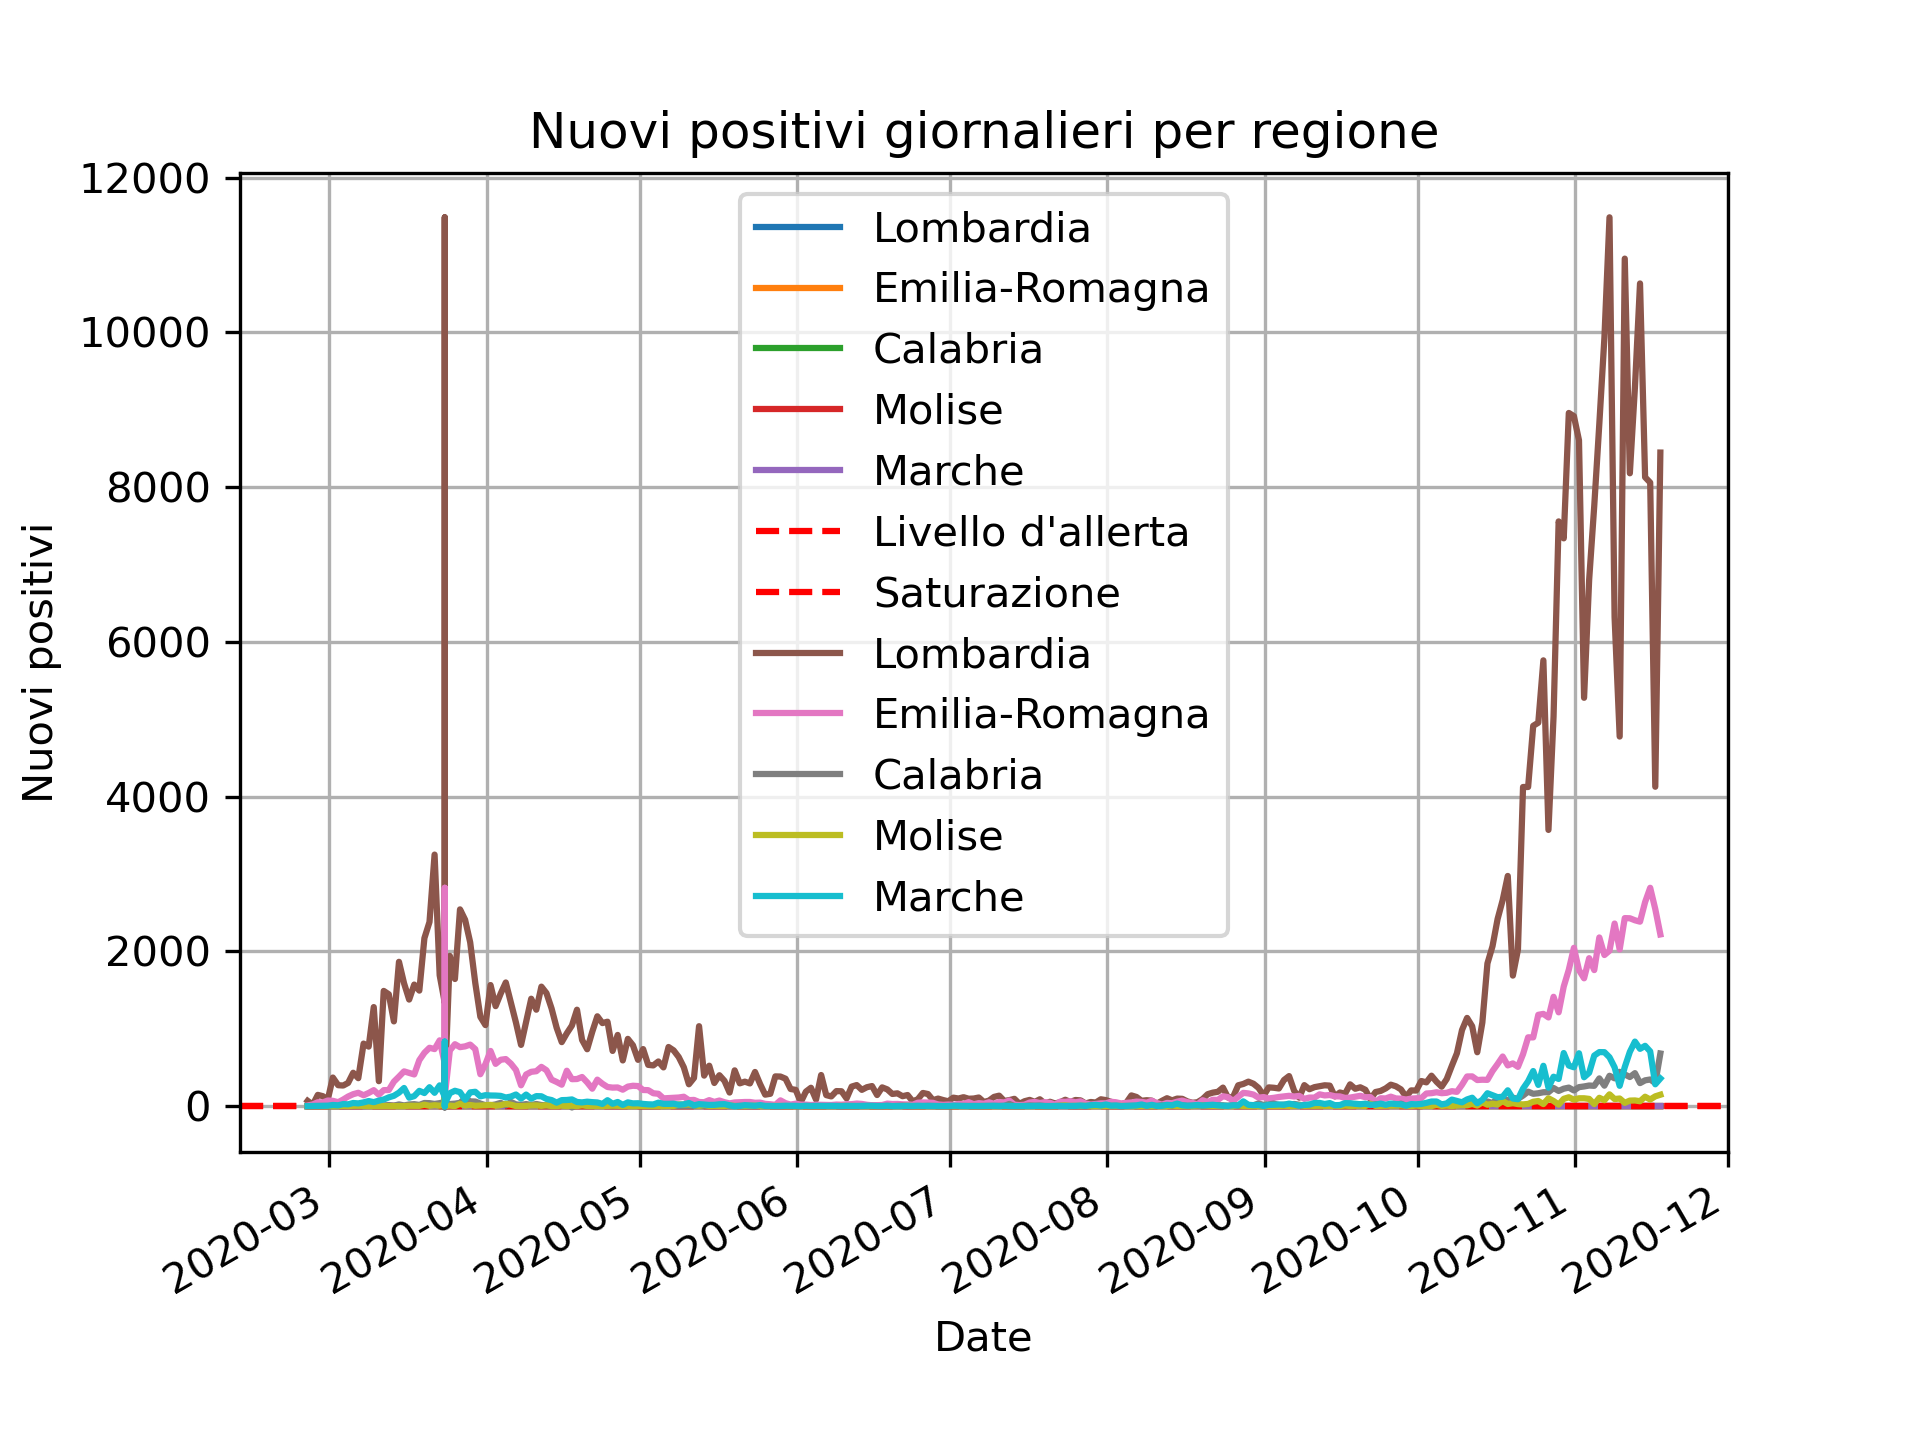 Nuovi positivi giornalieri per regione
12000
10000
8000
6000
4000
2000
0
Nuovi positivi
Lombardia
Emilia-Romagna
Calabria
Molise
Marche
Livello d'allerta
Saturazione
Lombardia
Emilia-Romagna
Calabria
Molise
Marche
2020-03
2020-04
2020-05
2020-06
2020-07
2020-08
2020-09
2020-10
2020-11
2020-12
Date